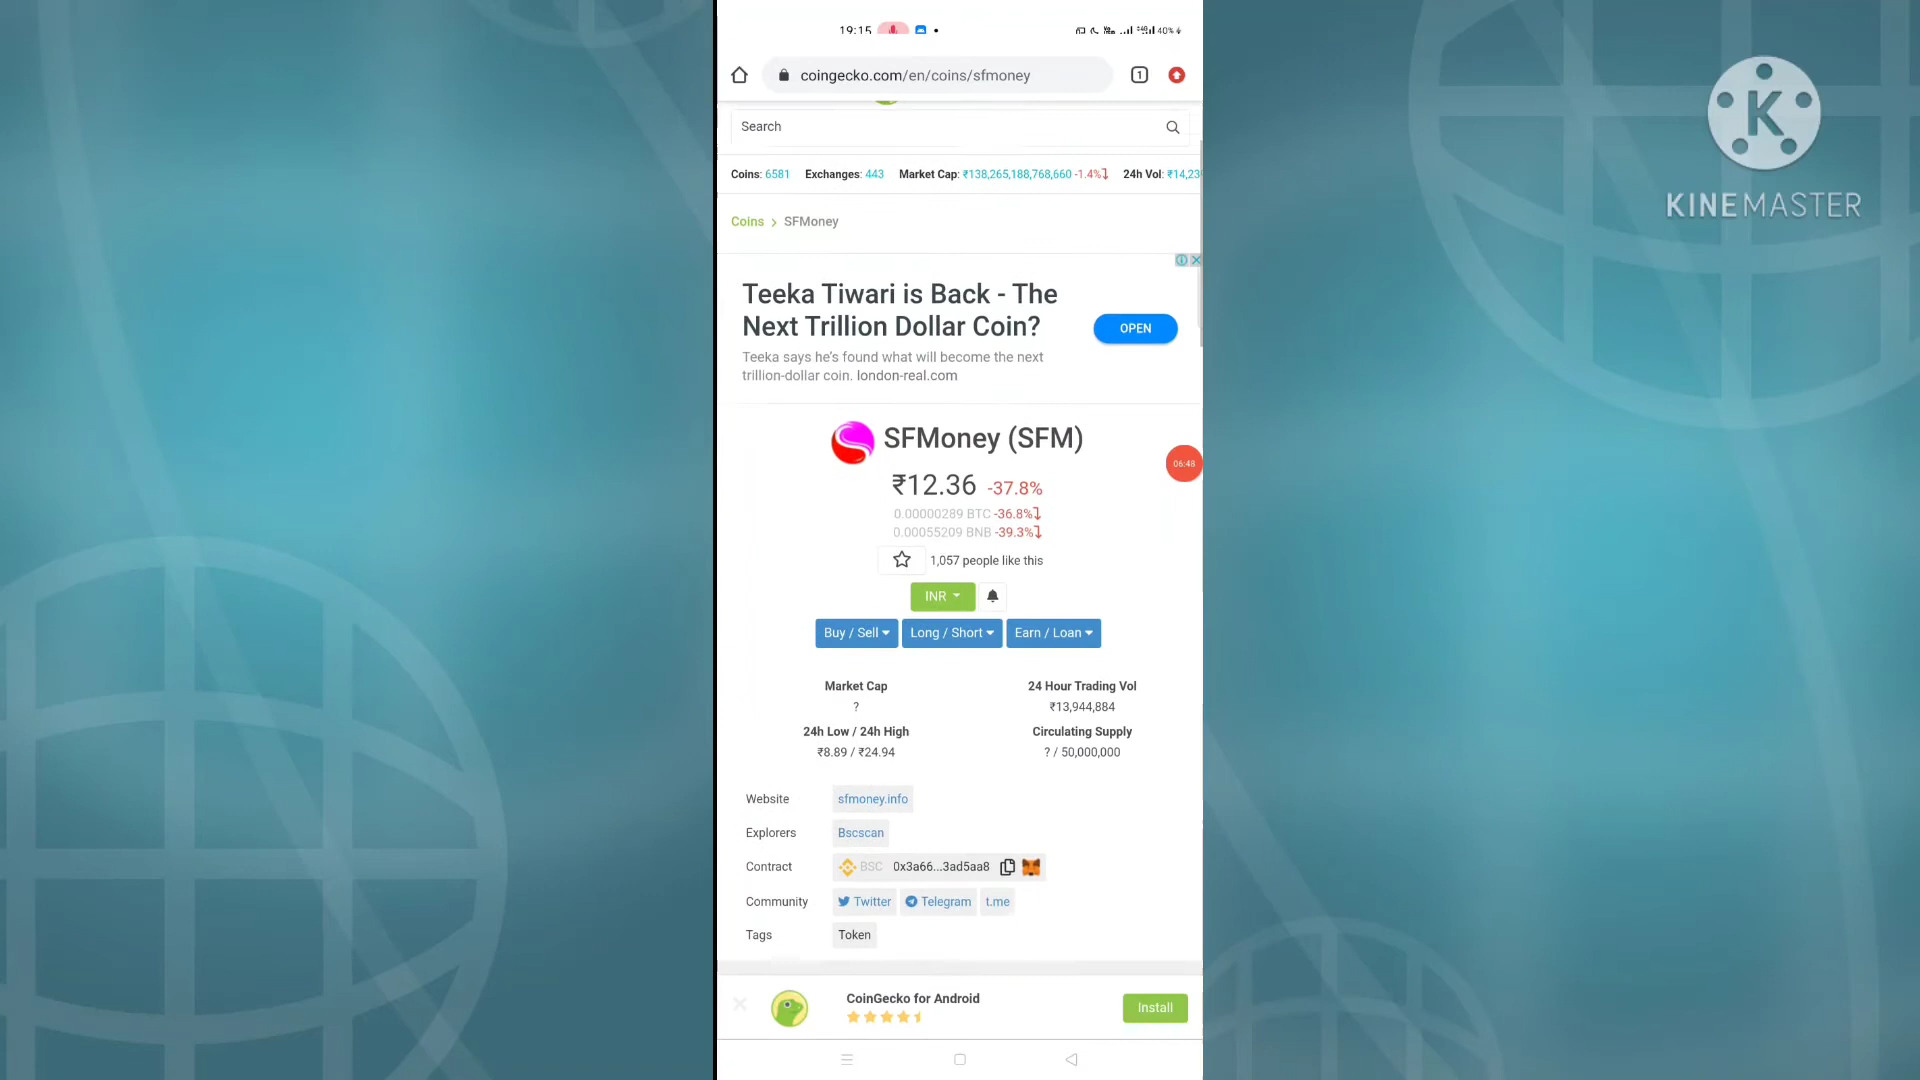 19:15
40%
coingecko.com/en/coins/sfmoney
1
K
KINEMASTER
Search
Coins: 6581 Exchanges: 443 Market Cap: ₹138,265,188,768,660 -1.4% 24h Vol: ₹14,23
Coins > SFMoney
Teeka Tiwari is Back - The
Next Trillion Dollar Coin?
OPEN
Teeka says he's found what will become the next
trillion-dollar coin. london-real.com
SFMoney (SFM)
06:48
₹12.36 -37.8%
0.00000289 BTC -36.8%
0.00055209 BNB -39.3%
1,057 people like this
INR
Buy / Sell Long / Short Earn / Loan
Market Cap 24 Hour Trading Vol
? ₹13,944,884
24h Low / 24h High Circulating Supply
₹8.89 / ₹24.94 ? / 50,000,000
Website sfmoney.info
Explorers Bscscan
Contract BSC 0x3a66...3ad5aa8
Community Twitter Telegram t.me
Tags Token
CoinGecko for Android
Install